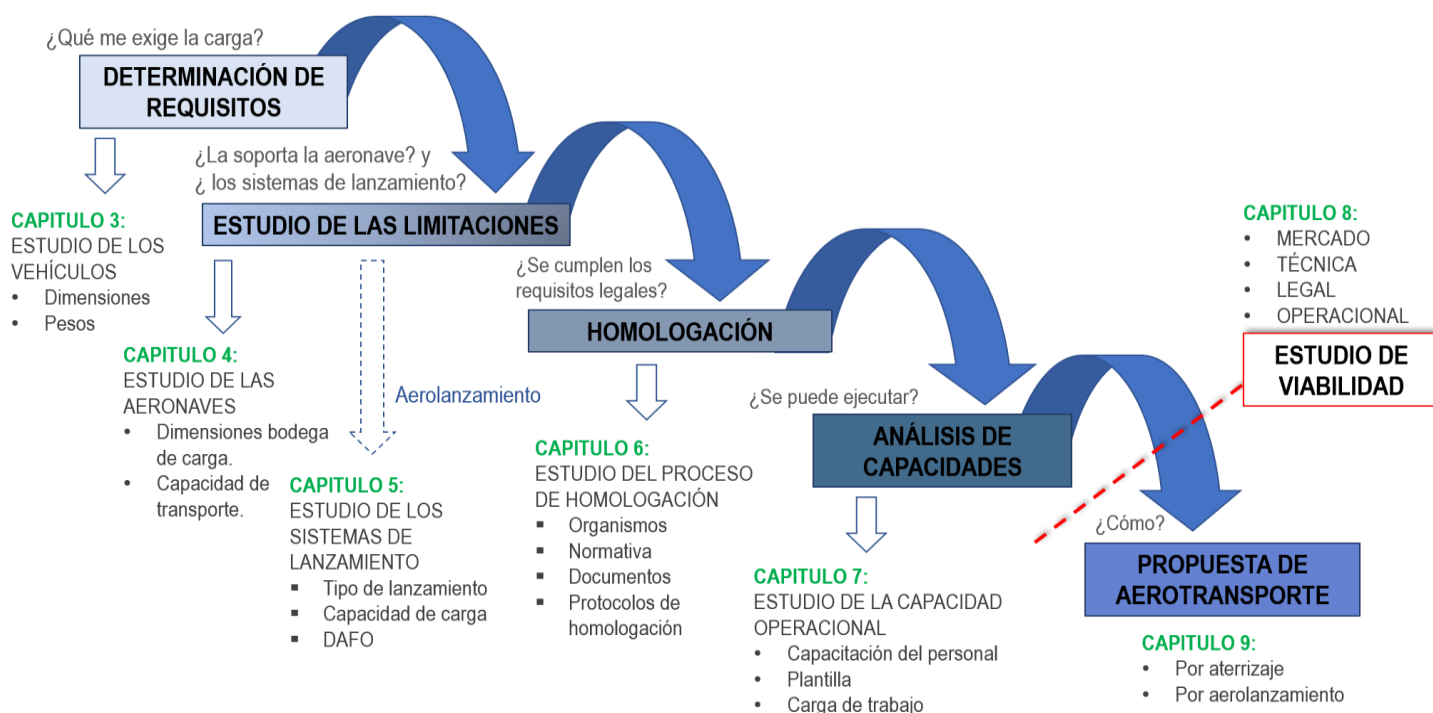 ¿Qué me exige la carga?
DETERMINACIÓN DE
REQUISITOS
CAPITULO 3:
ESTUDIO DE LOS
VEHÍCULOS
• Dimensiones
• Pesos
¿La soporta la aeronave? y
¿ los sistemas de lanzamiento?
ESTUDIO DE LAS LIMITACIONES
CAPITULO 4:
ESTUDIO DE LAS
AERONAVES
• Dimensiones bodega
de carga.
• Capacidad de
transporte.
Aerolanzamiento
CAPITULO 5:
ESTUDIO DE LOS
SISTEMAS DE
LANZAMIENTO
▪ Tipo de lanzamiento
▪ Capacidad de carga
▪ DAFO
¿Se cumplen los
requisitos legales?
HOMOLOGACIÓN
CAPITULO 6:
ESTUDIO DEL PROCESO
DE HOMOLOGACIÓN
▪ Organismos
▪ Normativa
▪ Documentos
▪ Protocolos de
homologación
¿Se puede ejecutar?
ANÁLISIS DE
CAPACIDADES
CAPITULO 7:
ESTUDIO DE LA CAPACIDAD
OPERACIONAL
• Capacitación del personal
• Plantilla
• Carga de trabajo
CAPITULO 8:
• MERCADO
• TÉCNICA
• LEGAL
• OPERACIONAL
ESTUDIO DE
VIABILIDAD
¿Cómo?
PROPUESTA DE
AEROTRANSPORTE
CAPITULO 9:
• Por aterrizaje
• Por aerolanzamiento